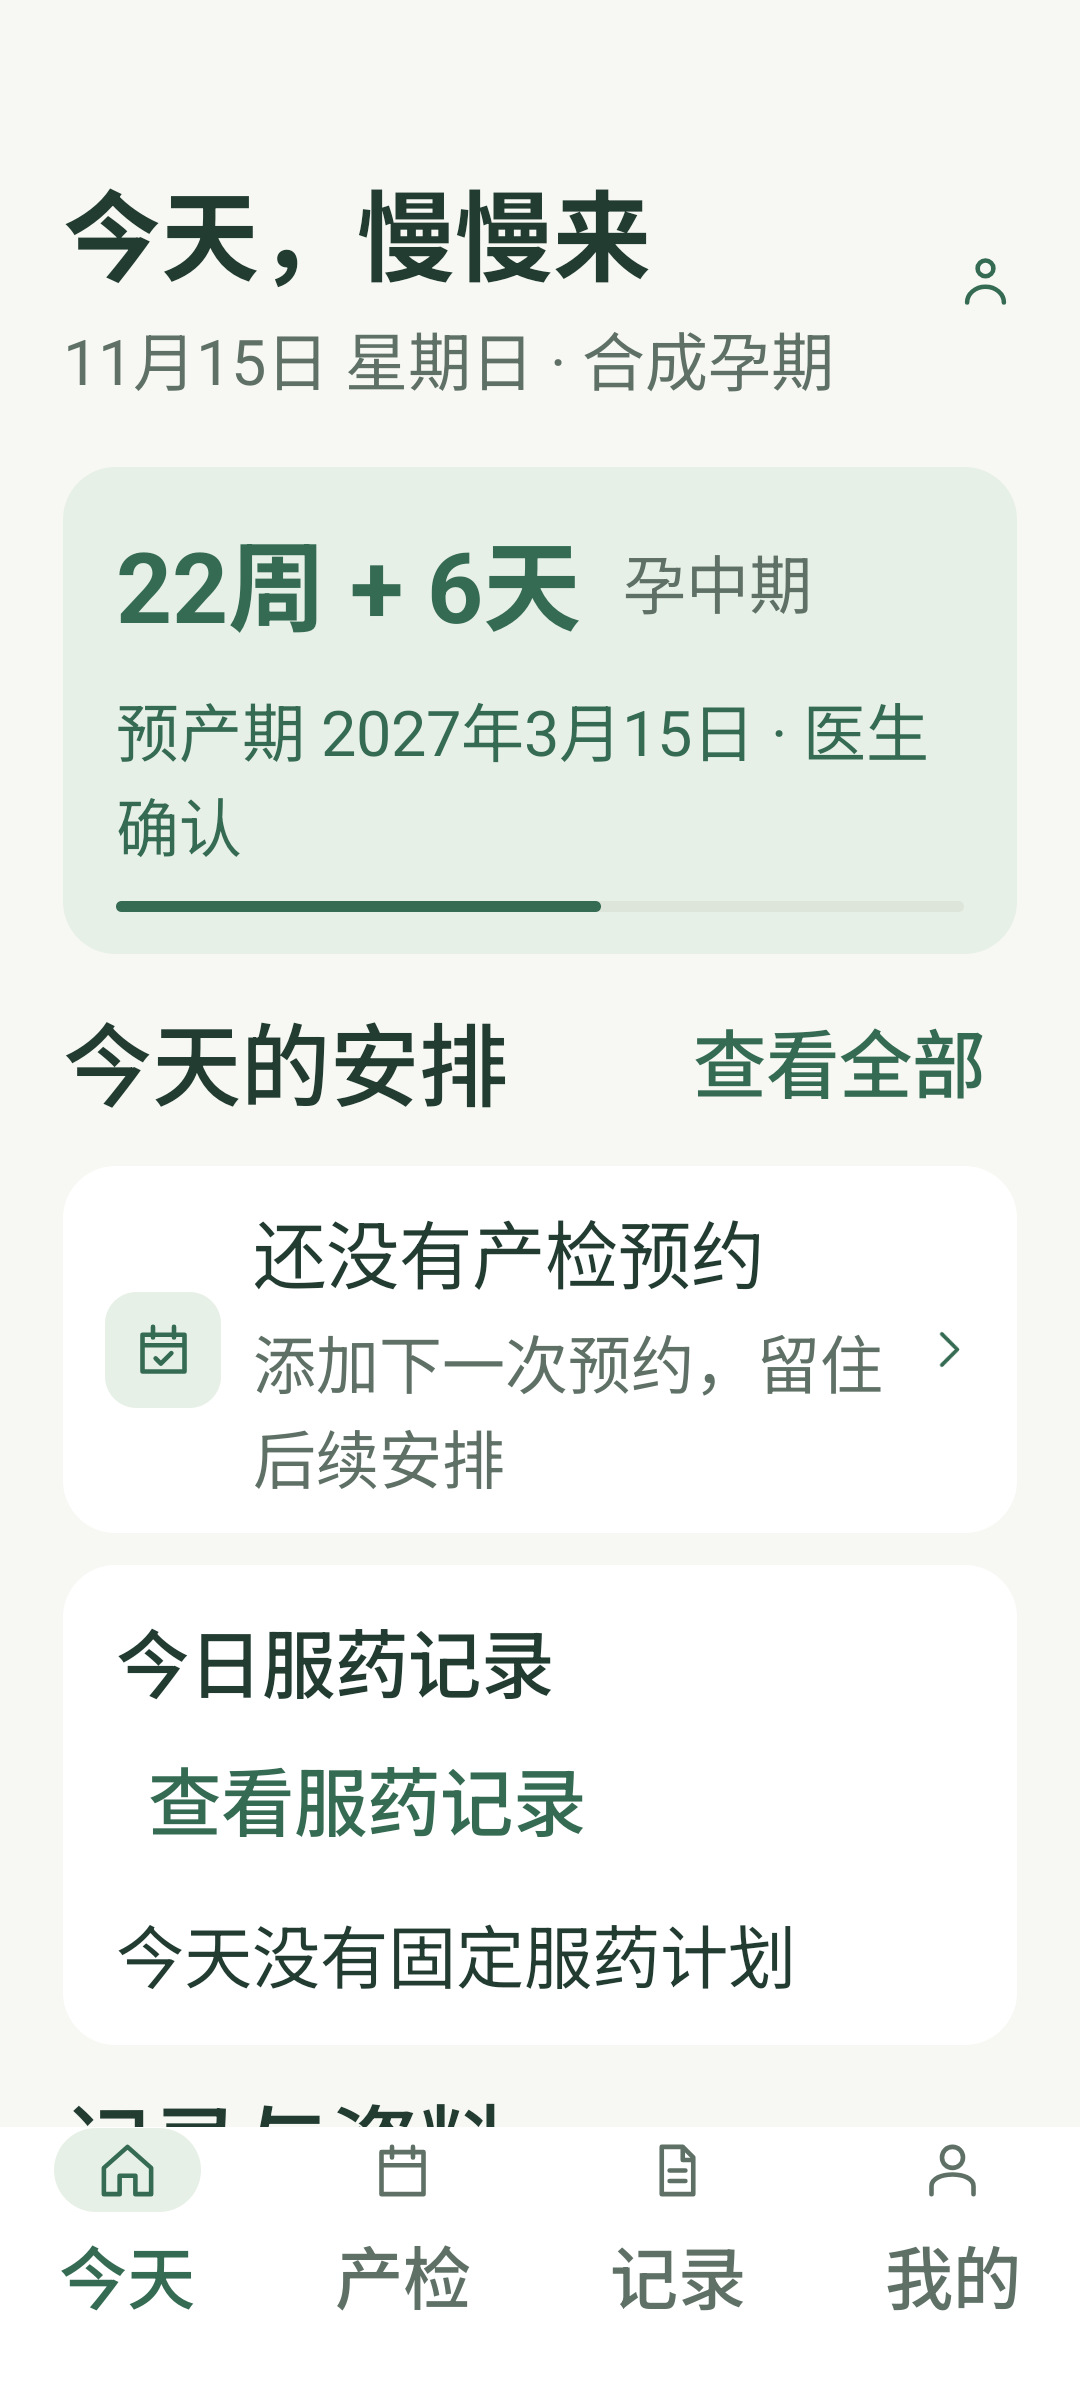 今天，慢慢来
11月15日 星期日 · 合成孕期
22周 + 6天 孕中期
预产期 2027年3月15日 · 医生
确认
今天的安排 查看全部
还没有产检预约
添加下一次预约，留住
后续安排
今日服药记录
查看服药记录
今天没有固定服药计划
今天 产检 记录 我的